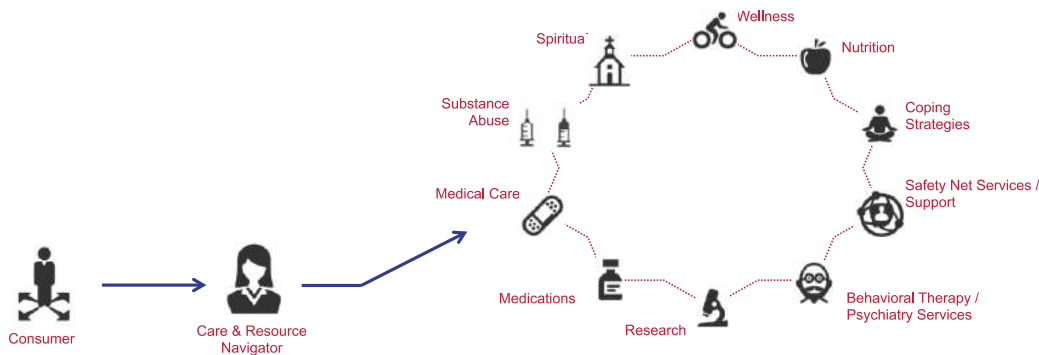 Wellness
Spiritua
Nutrition
Substance
Abuse
Coping
Strategies
Medical Care
Safety Net Services /
Support
Medications
Behavioral Therapy /
Psychiatry Services
Research
Consumer
Care & Resource
Navigator